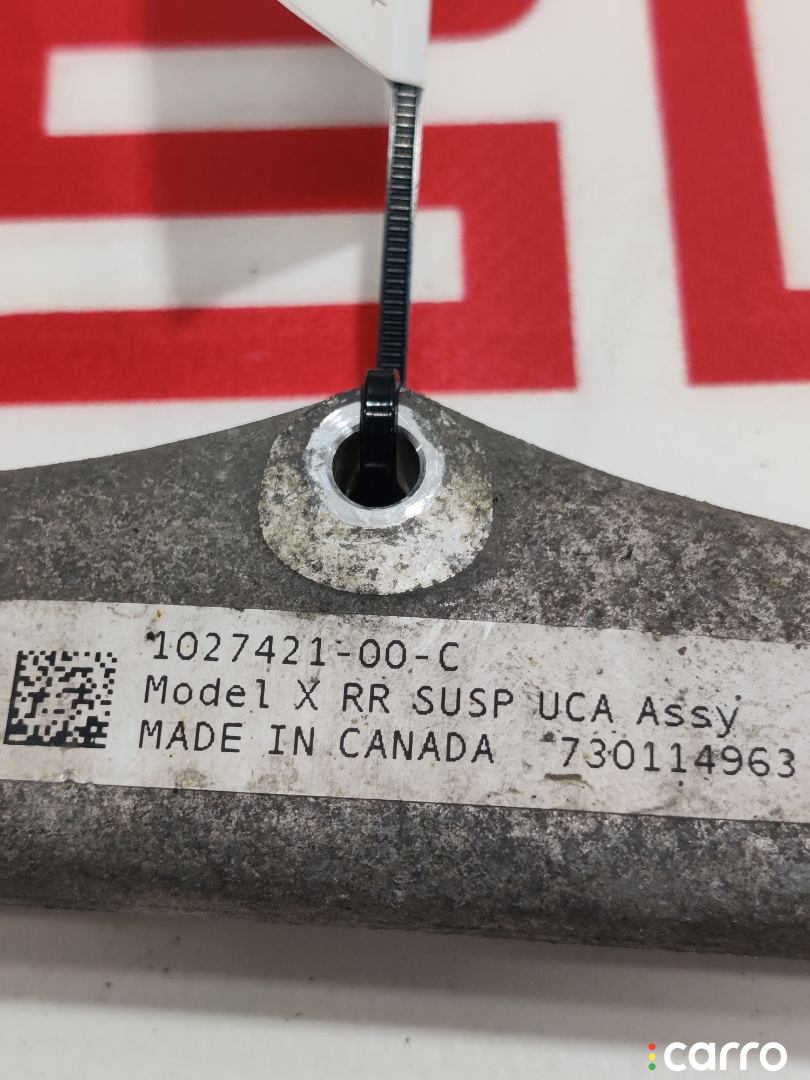 1027421-00-C
Model X RR SUSP UCA Assy
MADE IN CANADA 730114963
carro